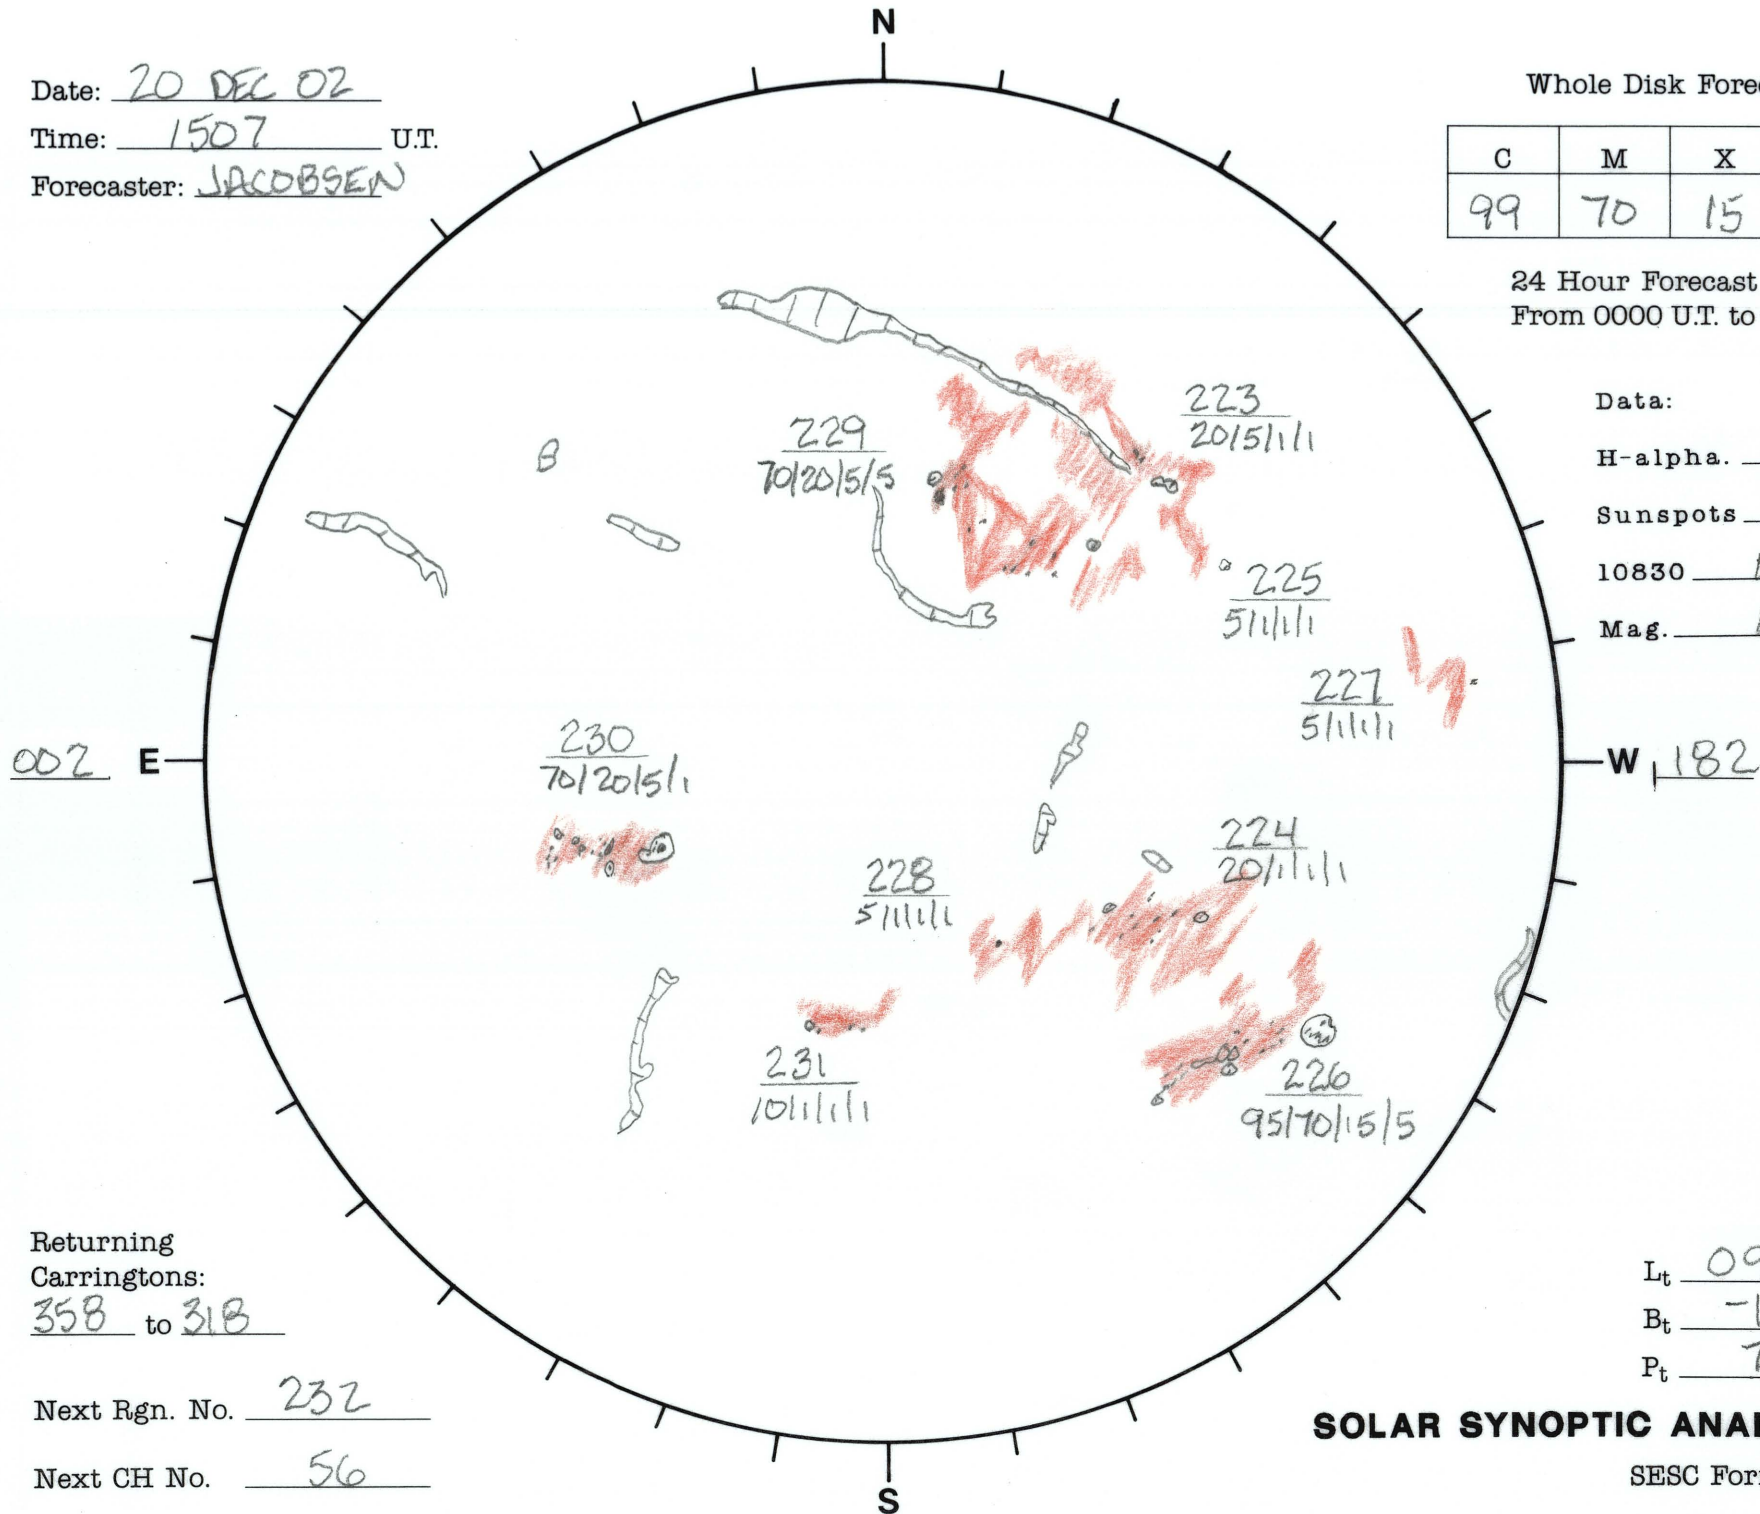 N
Date: 20 DEC 02
Time: 1507 U.T.
Forecaster: JACOBSEN
Whole Disk
C M X
99 70 15
24 Hour Forecast
From 0000 U.T. to
Data:
H-alpha.
Sunspots
10830
Mag.
223
20/5/1/1
229
70/20/5/5
225
5/1/1/1
227
5/1/1/1
002 E
W 182
230
70/20/5/1
224
20/1/1/1
228
5/1/1/1
231
10/1/1/1
226
95/70/15/5
Returning
Carringtons:
358 to 318
Next Rgn. No. 232
Next CH No. 56
Lt
Bt
Pt
SOLAR SYNOPTIC
SESC
S